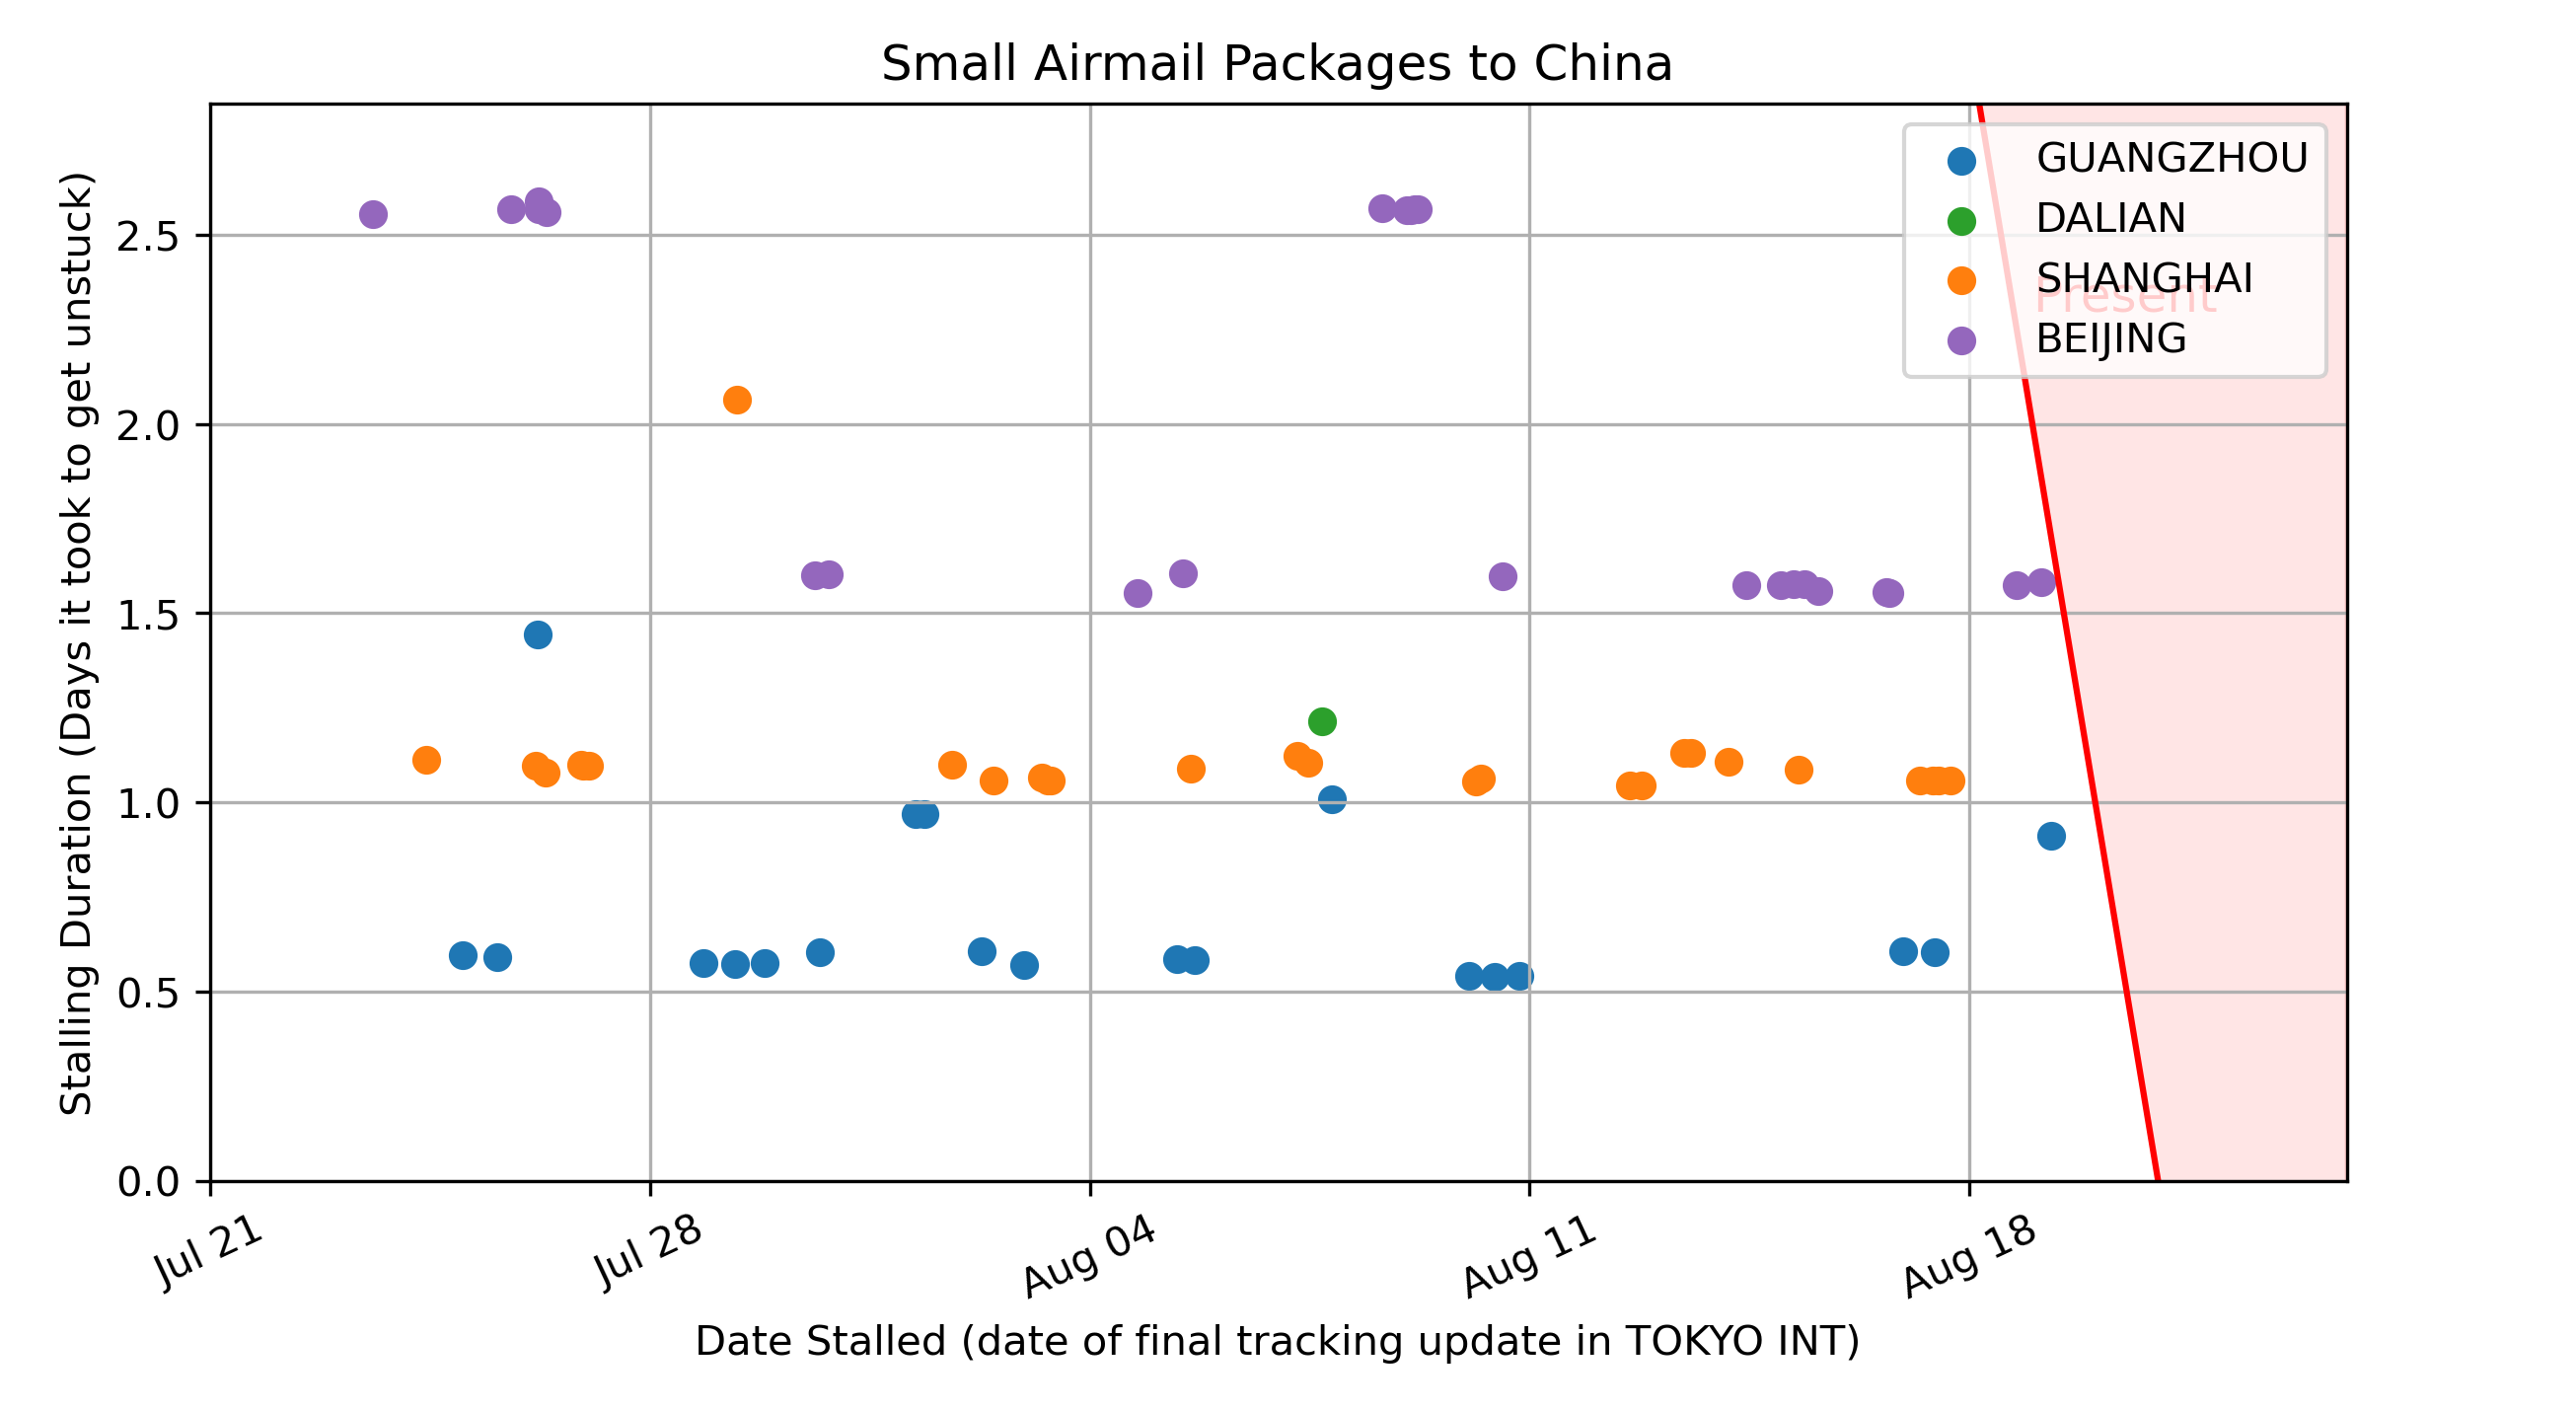 Small Airmail Packages to China
Stalling Duration (Days it took to get unstuck)
2.5
2.0
1.5
1.0
0.5
0.0
GUANGZHOU
DALIAN
SHANGHAI
Present
BEIJING
Jul 21
Jul 28
Aug 04
Aug 11
Aug 18
Date Stalled (date of final tracking update in TOKYO INT)